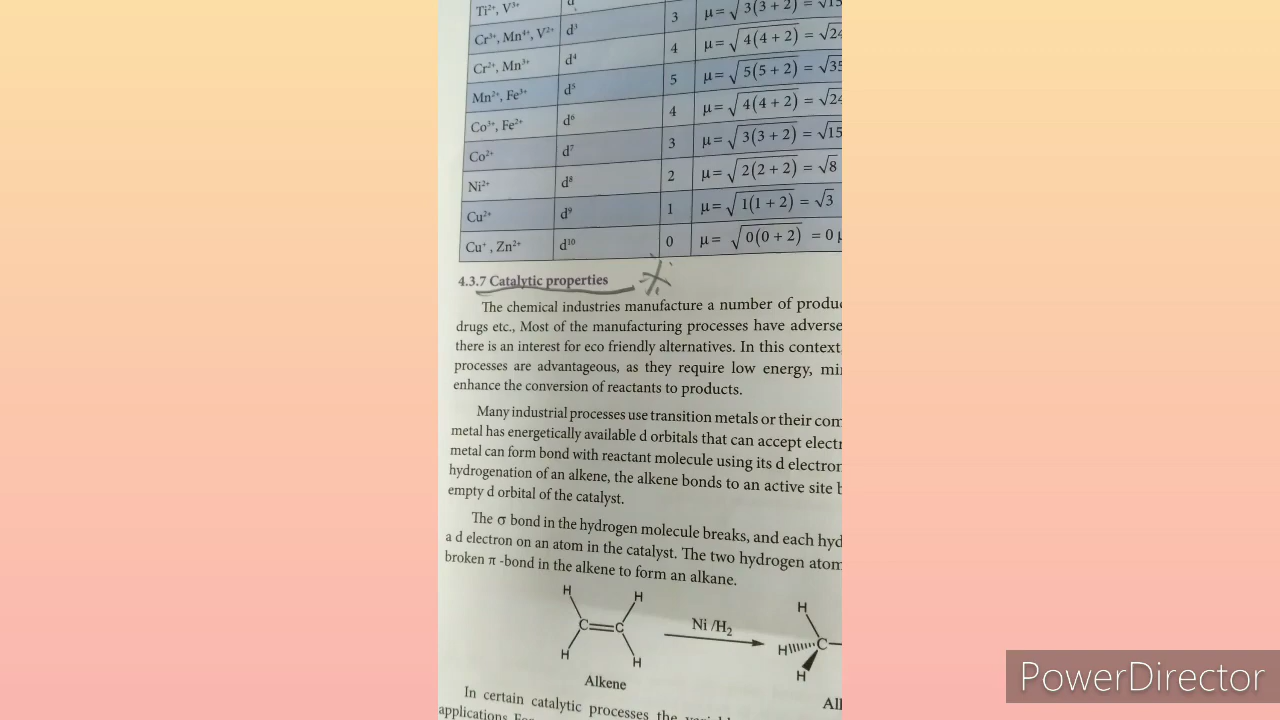 Ti²⁺, V³⁺ 3 μ = √3(3 + 2) = √15
Cr³⁺, Mn⁴⁺, V²⁺ d³ 4 μ = √4(4 + 2) = √24
Cr²⁺, Mn³⁺ d⁴ 5 μ = √5(5 + 2) = √35
Mn²⁺, Fe³⁺ d⁵ 4 μ = √4(4 + 2) = √24
Co³⁺, Fe²⁺ d⁶ 3 μ = √3(3 + 2) = √15
Co²⁺ d⁷ 2 μ = √2(2 + 2) = √8
Ni²⁺ d⁸ 1 μ = √1(1 + 2) = √3
Cu²⁺ d⁹ 0 μ = √0(0 + 2) = 0 μ
Cu⁺ , Zn²⁺ d¹⁰
4.3.7 Catalytic properties
The chemical industries manufacture a number of produ
drugs etc., Most of the manufacturing processes have adverse
there is an interest for eco friendly alternatives. In this context
processes are advantageous, as they require low energy, mi
enhance the conversion of reactants to products.
Many industrial processes use transition metals or their com
metal has energetically available d orbitals that can accept electr
metal can form bond with reactant molecule using its d electron
hydrogenation of an alkene, the alkene bonds to an active site b
empty d orbital of the catalyst.
The σ bond in the hydrogen molecule breaks, and each hyd
a d electron on an atom in the catalyst. The two hydrogen atom
broken π -bond in the alkene to form an alkane.
H H H
C=C Ni /H₂ H C
H H H
Alkene Al
In certain catalytic processes the
applications
PowerDirector